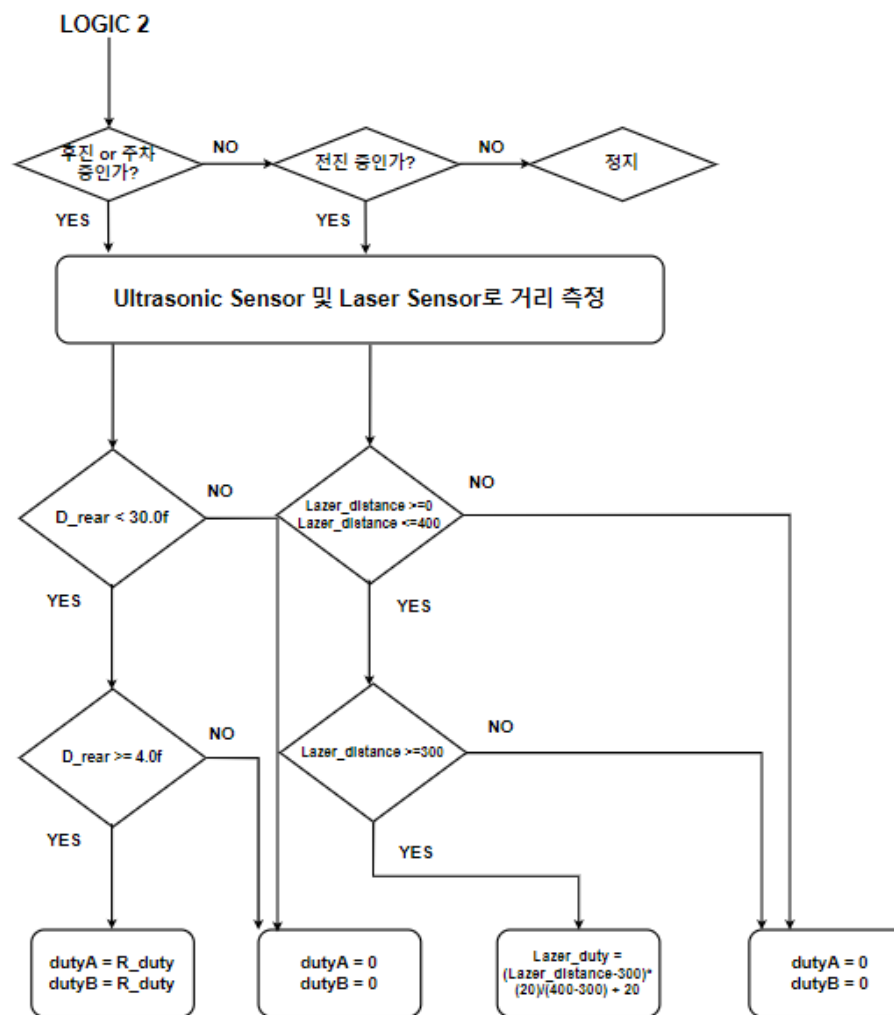 LOGIC 2
후진 or 주차
중인가?
NO
전진 중인가?
NO
정지
YES
YES
Ultrasonic Sensor 및 Laser Sensor로 거리 측정
D_rear < 30.0f
NO
Lazer_distance >=0
Lazer_distance <=400
NO
YES
YES
D_rear >= 4.0f
NO
Lazer_distance >=300
NO
YES
YES
dutyA = R_duty
dutyB = R_duty
dutyA = 0
dutyB = 0
Lazer_duty =
(Lazer_distance-300)*
(20)/(400-300) + 20
dutyA = 0
dutyB = 0